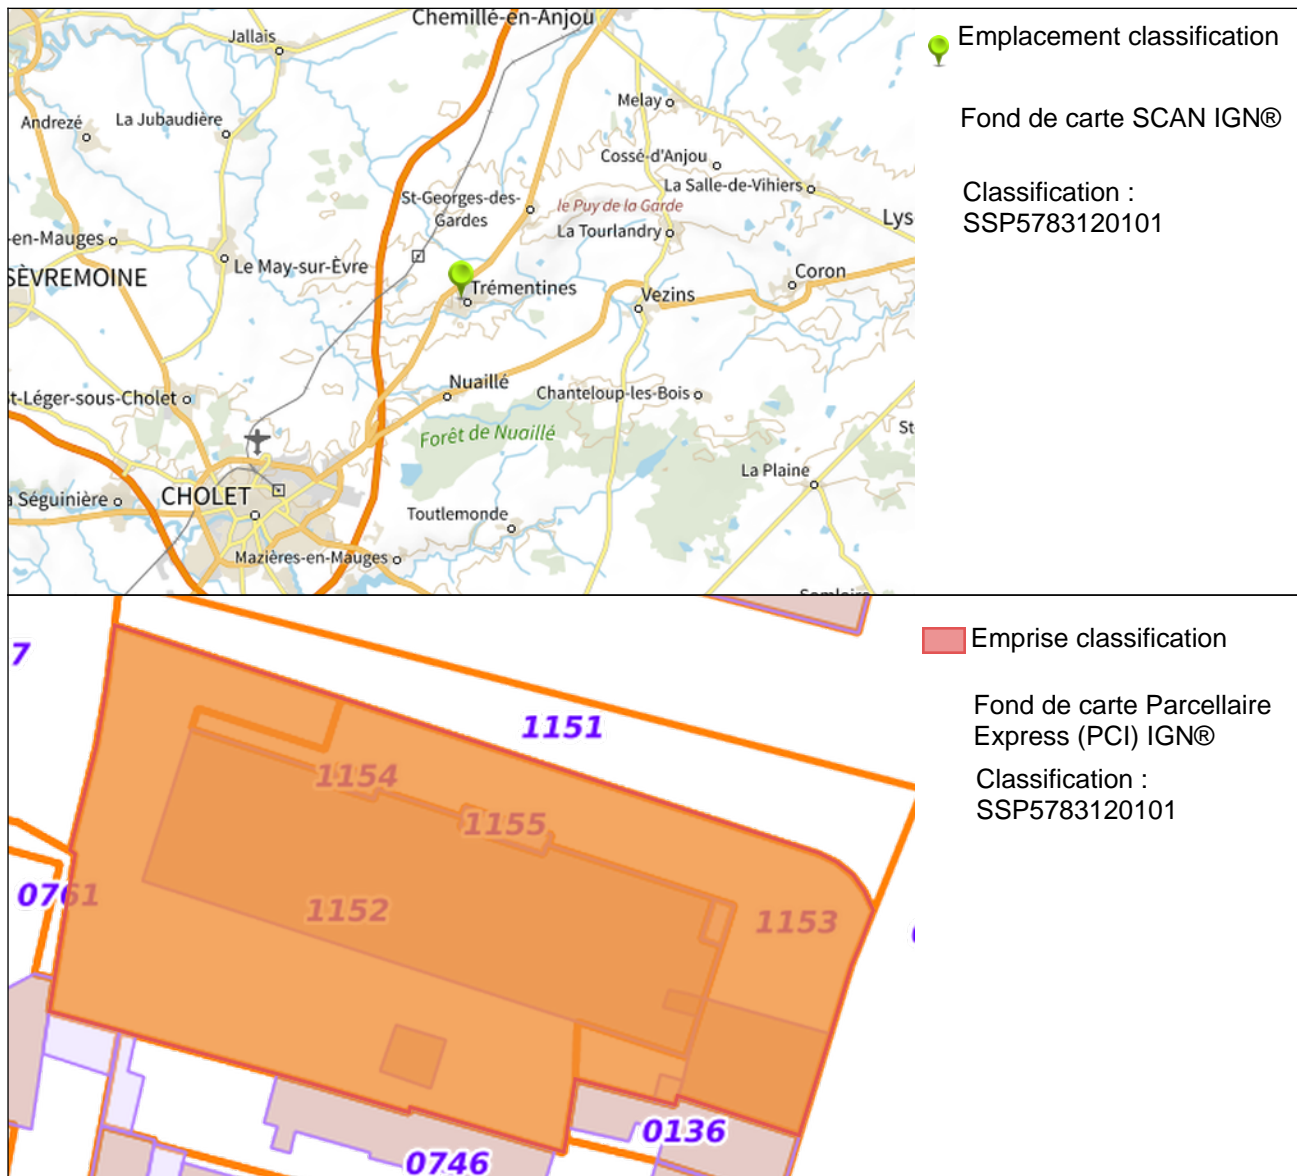 Chemillé-en-Anjou
Jallais
Melay
Andrezé
La Jubaudière
Cossé-d'Anjou
La Salle-de-Vihiers
St-Georges-des-
Gardes
le Puy de la Garde
Lys
La Tourlandry
-en-Mauges
Le May-sur-Èvre
SÈVREMOINE
Coron
Trémentines
Vezins
Nuaillé
Chanteloup-les-Bois
t-Léger-sous-Cholet
St
Forêt de Nuaillé
La Plaine
CHOLET
a Séguinière
Toutlemonde
Mazières-en-Mauges
Emplacement classification
Fond de carte SCAN IGN®
Classification :
SSP5783120101
7
1151
1154
1155
0761
1152
1153
0136
0746
Emprise classification
Fond de carte Parcellaire
Express (PCI) IGN®
Classification :
SSP5783120101